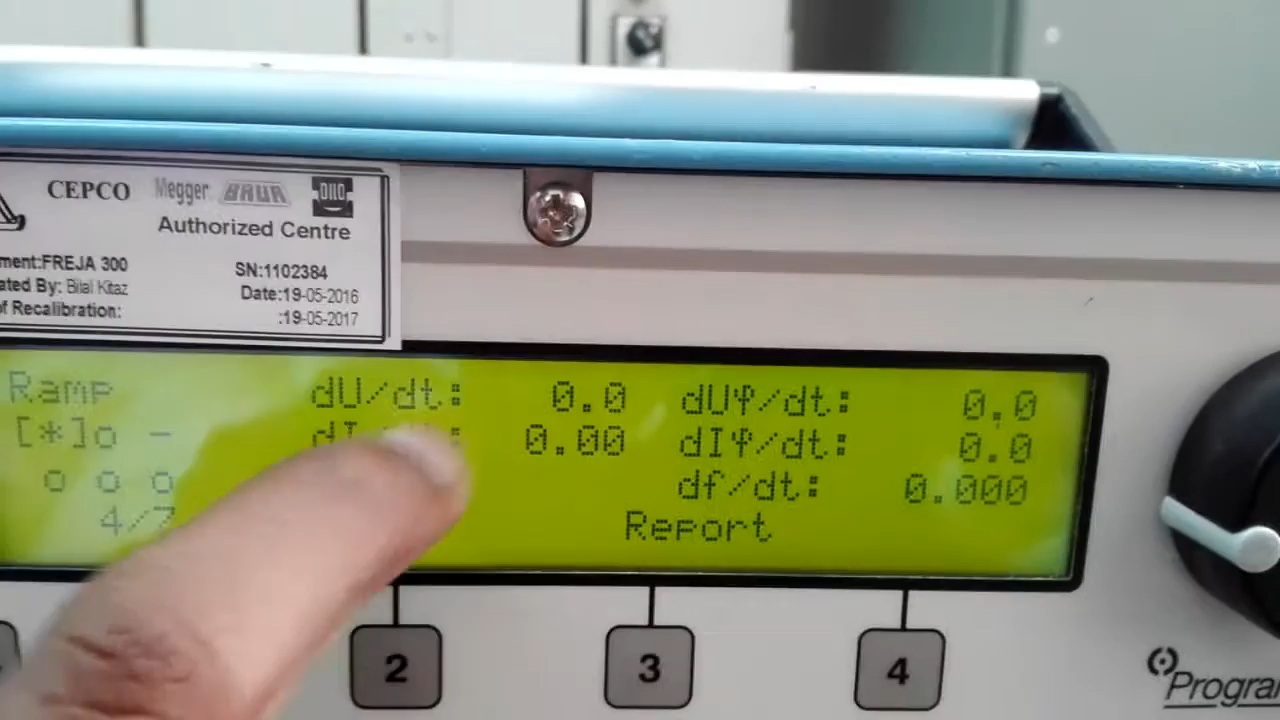 CEPCO Megger BAUR
Authorized Centre
ment:FREJA 300 SN:1102384
ated By: Bilal Kitaz Date:19-05-2016
of Recalibration: :19-05-2017
Ramp dU/dt: 0.0 dUφ/dt: 0.0
[*]o - 0.00 dIφ/dt: 0.0
o o o df/dt: 0.000
4/7 Report
2 3 4
Progra